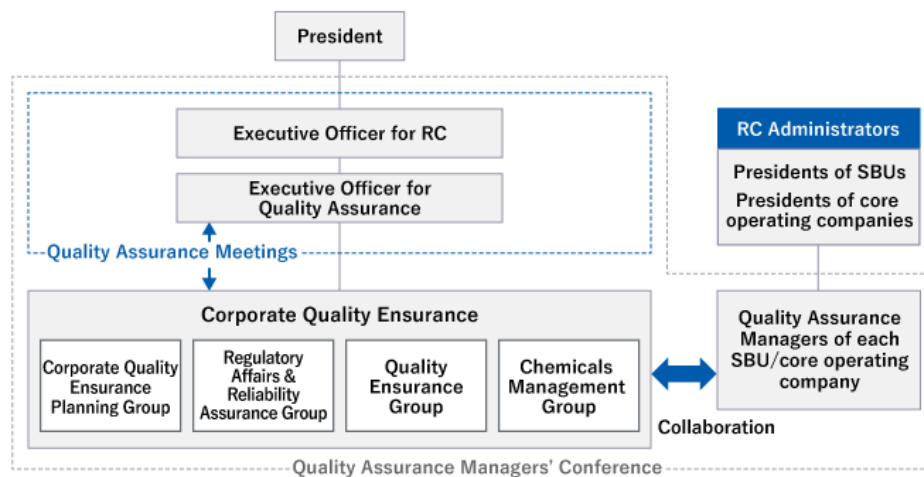 President
Executive Officer for RC
Executive Officer for
Quality Assurance
Quality Assurance Meetings
RC Administrators
Presidents of SBUs
Presidents of core
operating companies
Corporate Quality Ensurance
Corporate Quality
Ensurance
Planning Group
Regulatory
Affairs &
Reliability
Assurance Group
Quality
Ensurance
Group
Chemicals
Management
Group
Quality Assurance
Managers of each
SBU/core operating
company
Collaboration
Quality Assurance Managers' Conference